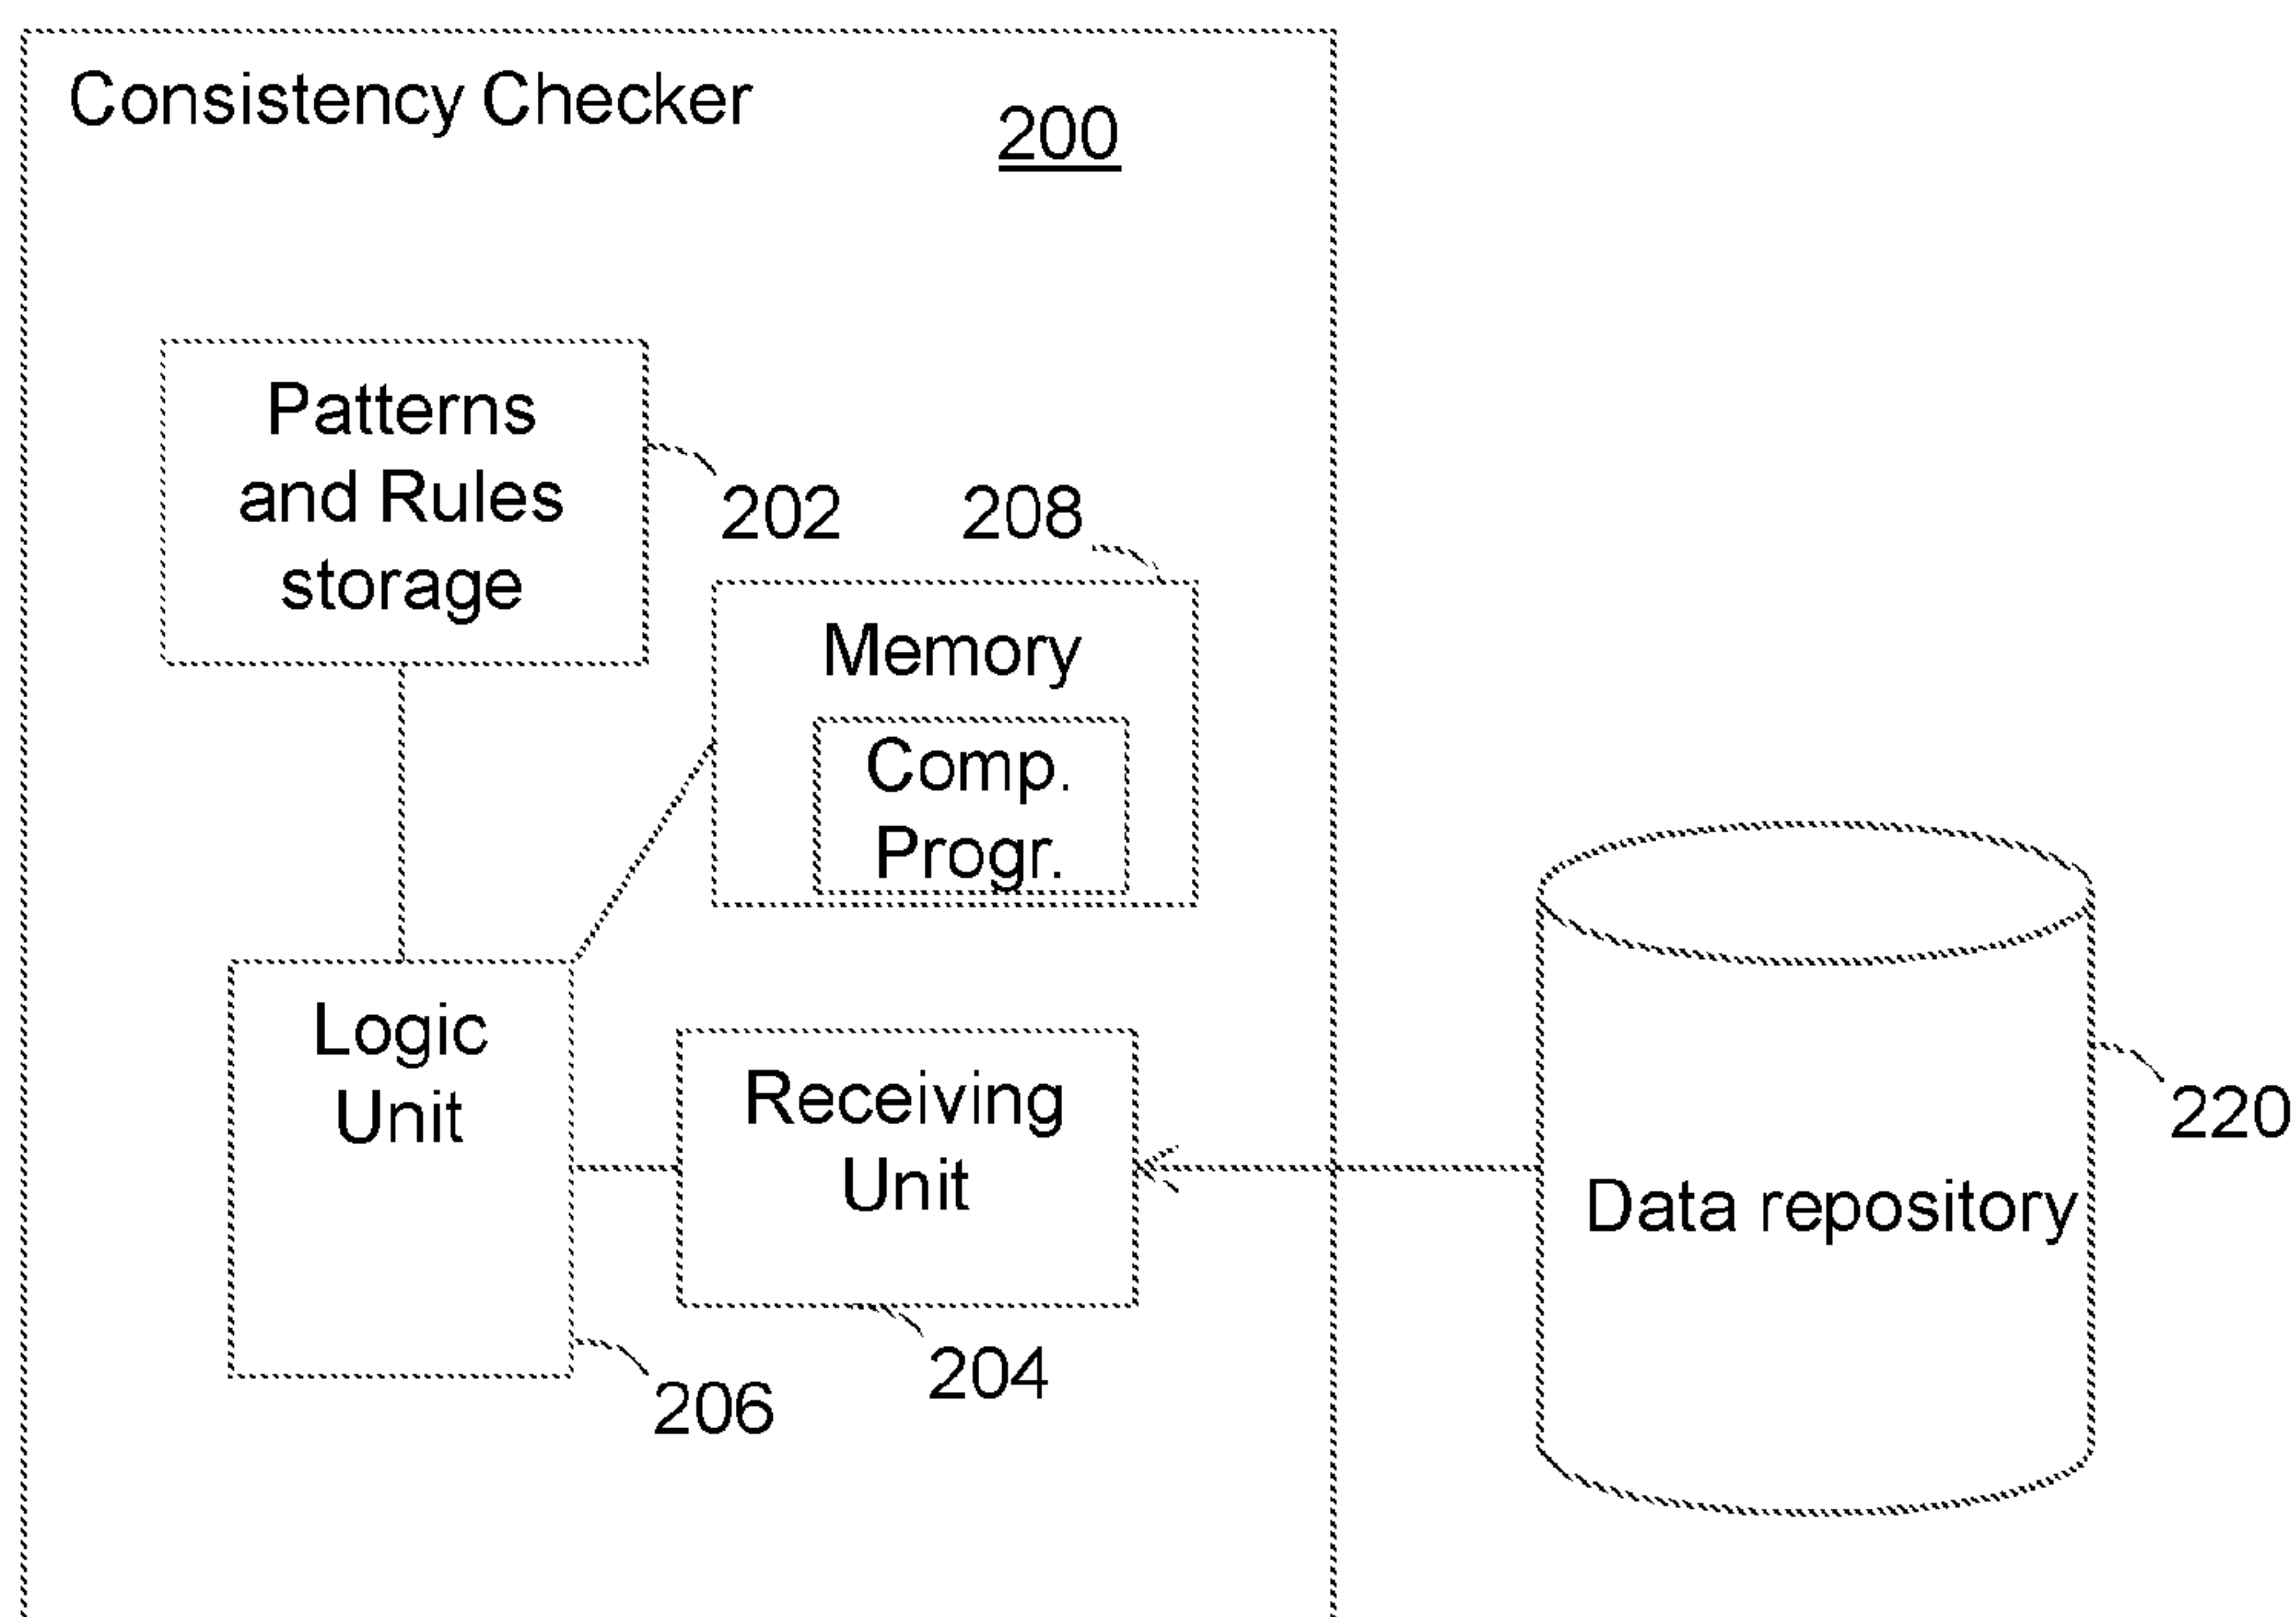 Consistency Checker
200
Patterns
and Rules
storage
202
208
Memory
Comp.
Progr.
Logic
Unit
Receiving
Unit
206
204
Data repository
220